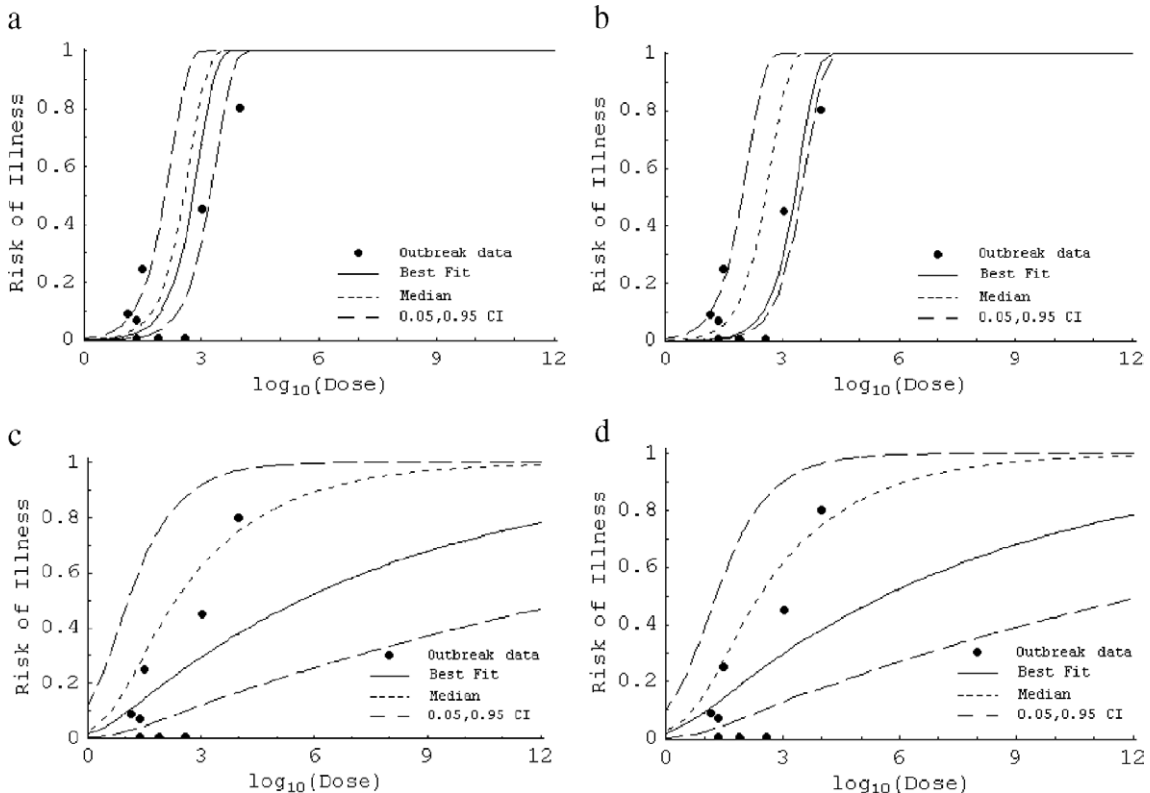 a
1
0.8
0.6
0.4
0.2
0
Risk of Illness
Outbreak data
Best Fit
Median
0.05,0.95 CI
0 3 6 9 12
log10(Dose)
b
1
0.8
0.6
0.4
0.2
0
Risk of Illness
Outbreak data
Best Fit
Median
0.05,0.95 CI
0 3 6 9 12
log10(Dose)
c
1
0.8
0.6
0.4
0.2
0
Risk of Illness
Outbreak data
Best Fit
Median
0.05,0.95 CI
0 3 6 9 12
log10(Dose)
d
1
0.8
0.6
0.4
0.2
0
Risk of Illness
Outbreak data
Best Fit
Median
0.05,0.95 CI
0 3 6 9 12
log10(Dose)